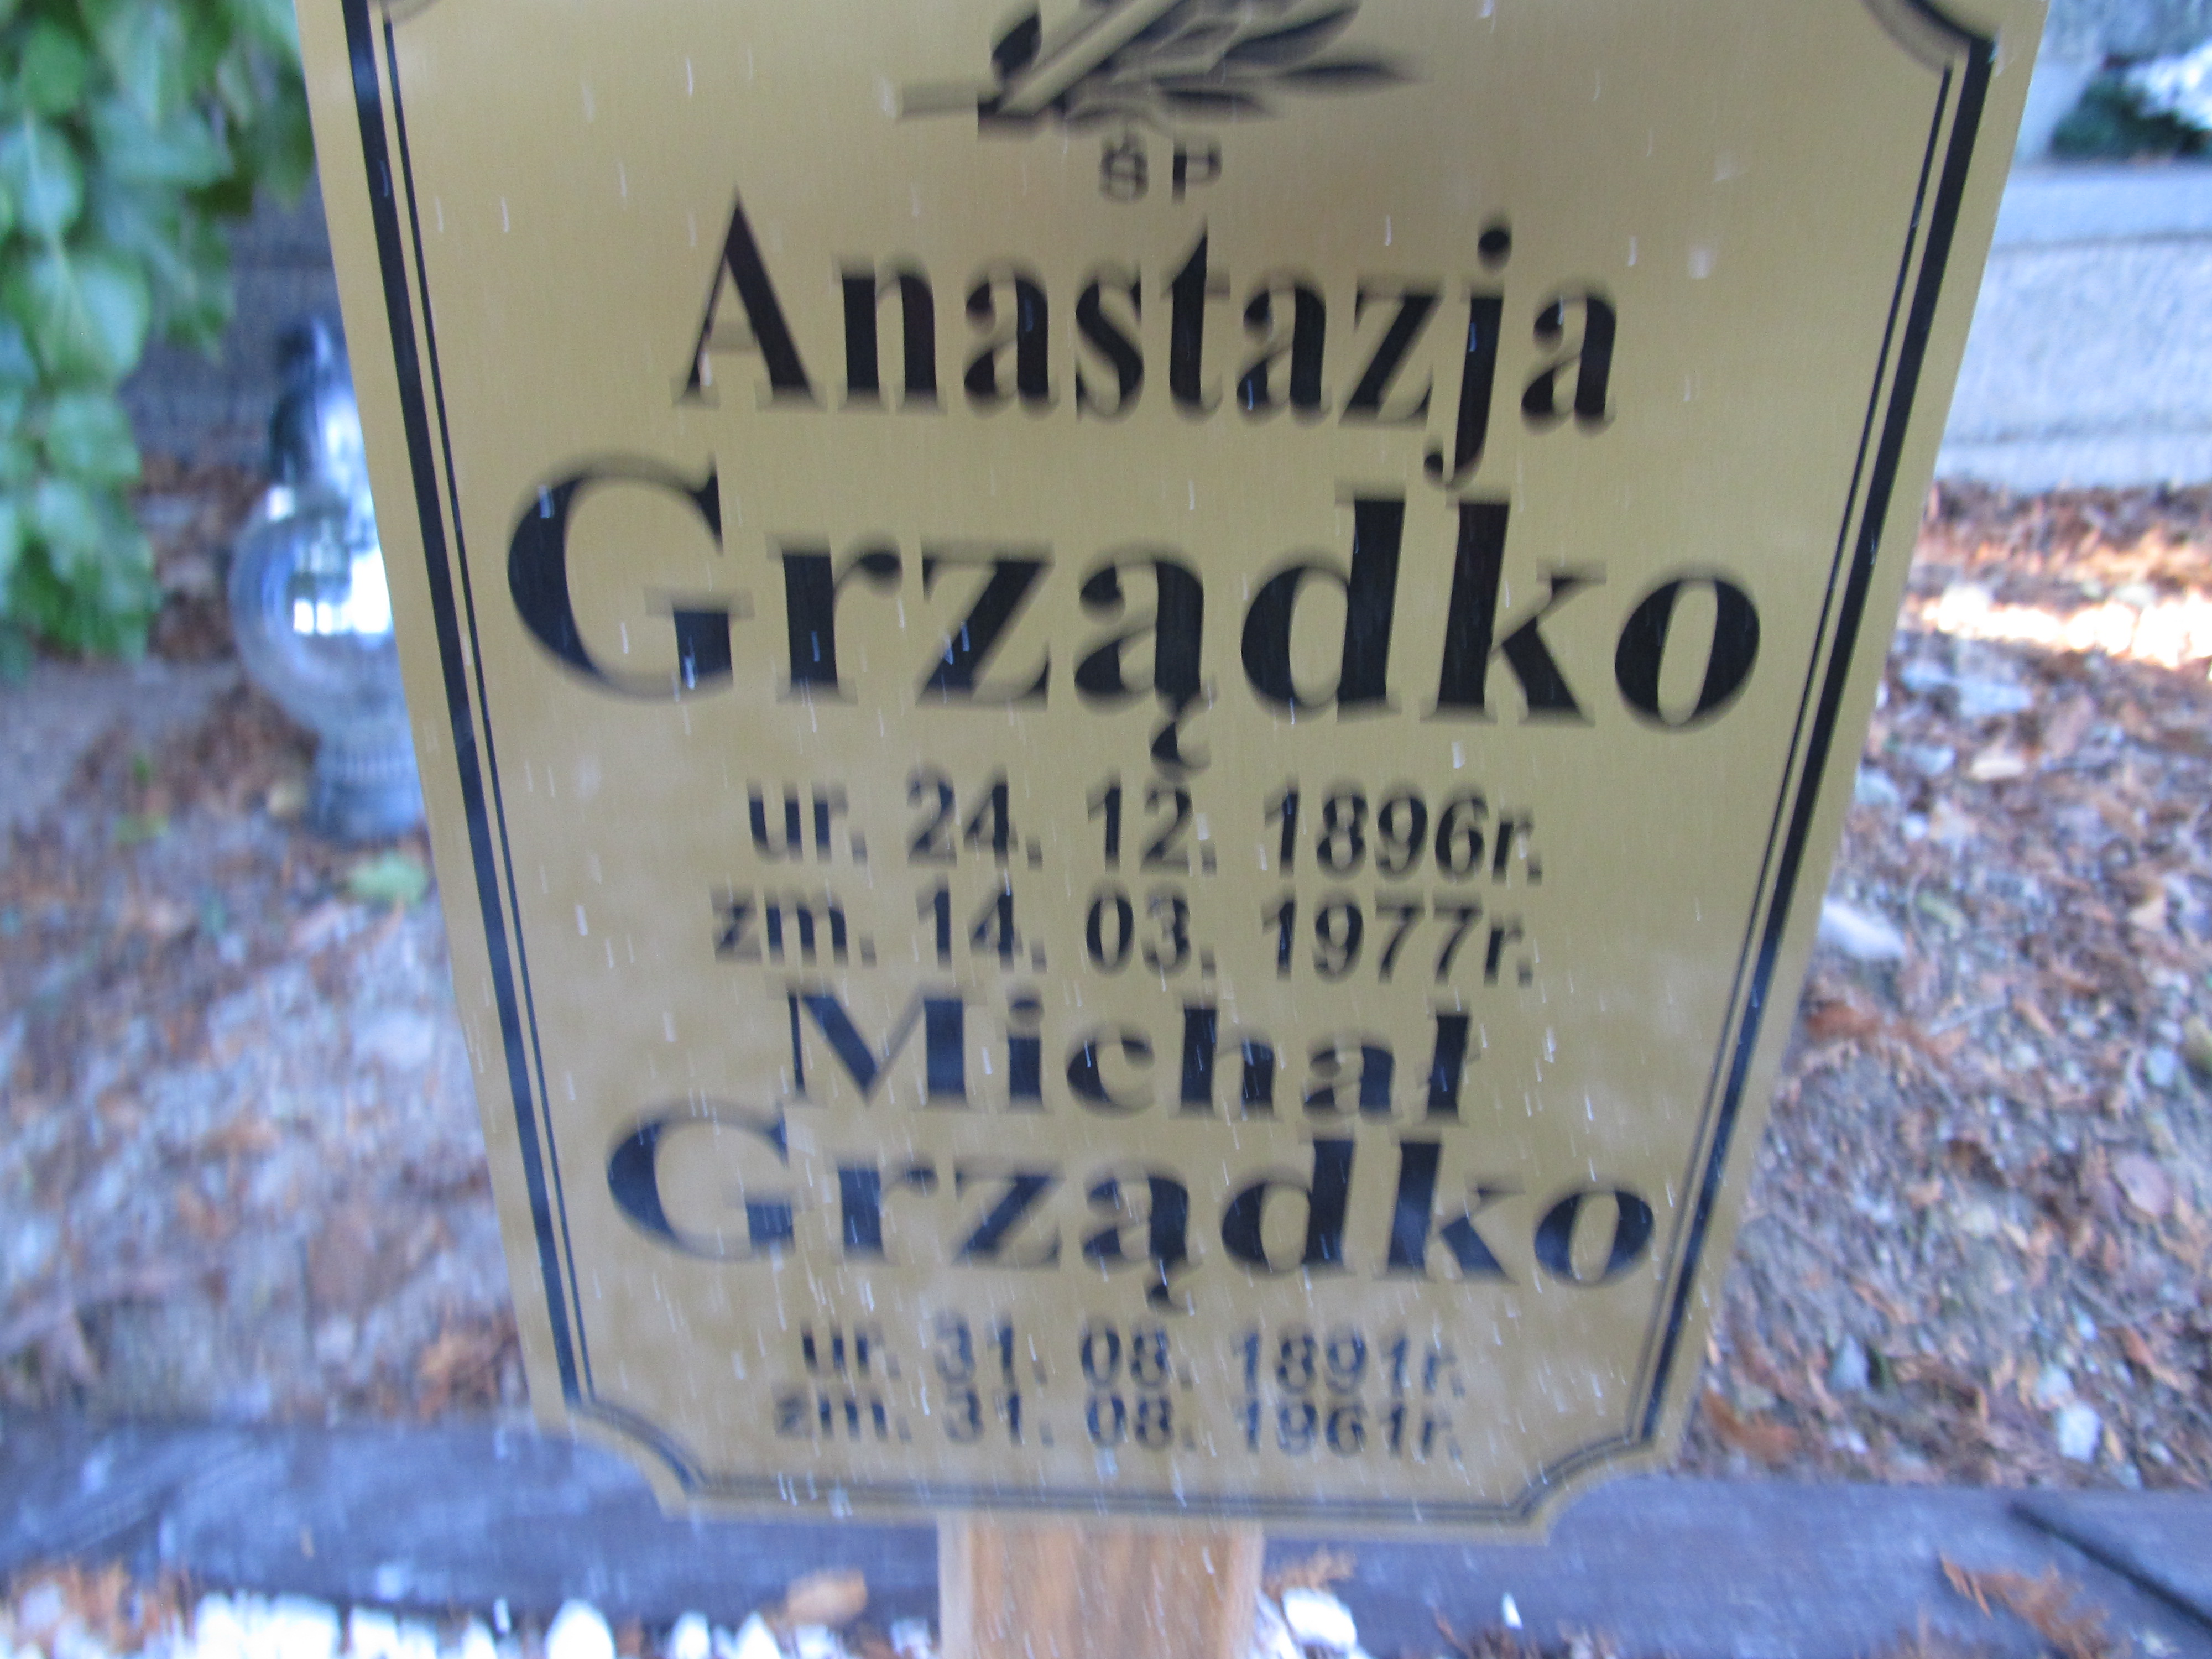 ŚP
Anastazja
Grządko
ur. 24. 12. 1896r.
zm. 14. 03. 1977r.
Michał
Grządko
ur. 31. 08. 1891r.
zm. 31. 08. 1961r.